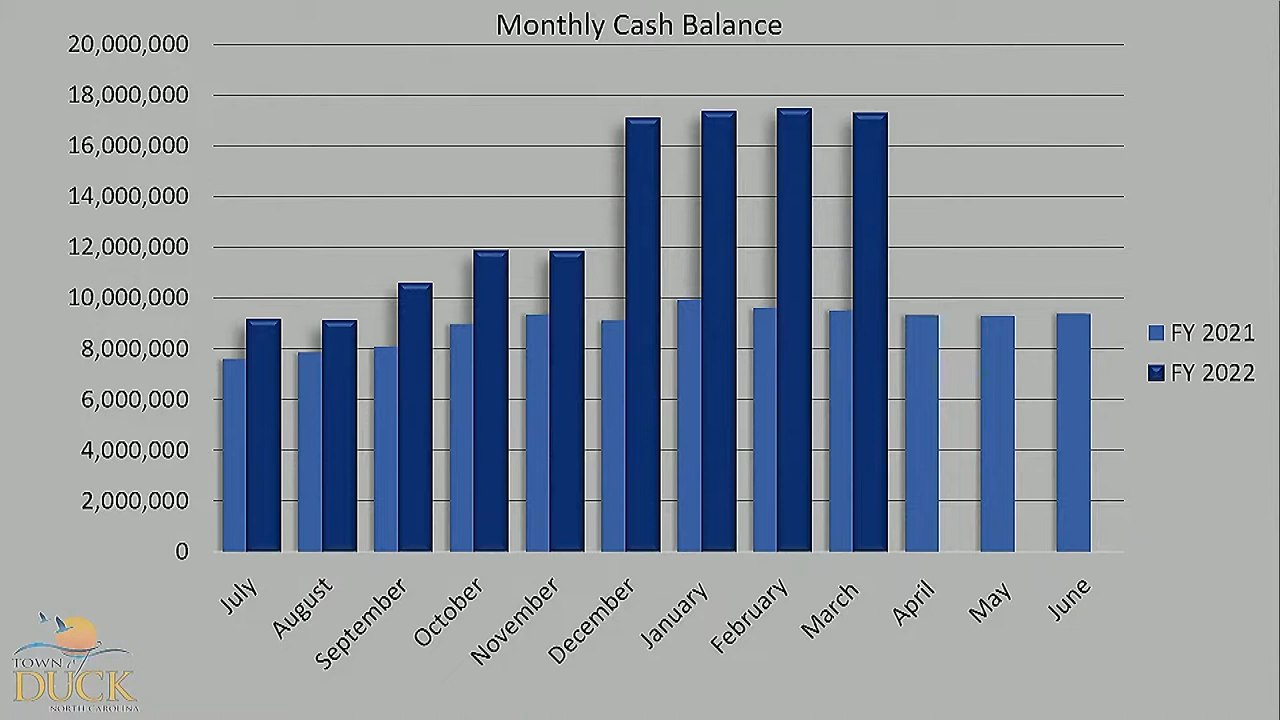 Monthly Cash Balance
20,000,000
18,000,000
16,000,000
14,000,000
12,000,000
10,000,000
8,000,000
6,000,000
4,000,000
2,000,000
0
July
August
September
October
November
December
January
February
March
April
May
June
FY 2021
FY 2022
TOWN of
DUCK
NORTH CAROLINA